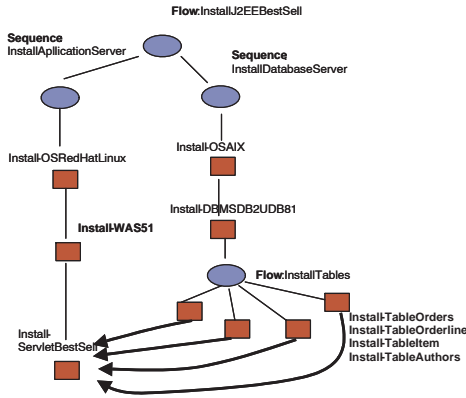 Flow:InstallJ2EEBestSell
Sequence
InstallApllicationServer
Sequence
InstallDatabaseServer
Install-OSRedHatLinux
Install-OSAIX
Install-DBMSDB2UDB81
Install-WAS51
Flow:InstallTables
Install-
ServletBestSell
Install-TableOrders
Install-TableOrderline
Install-TableItem
Install-TableAuthors